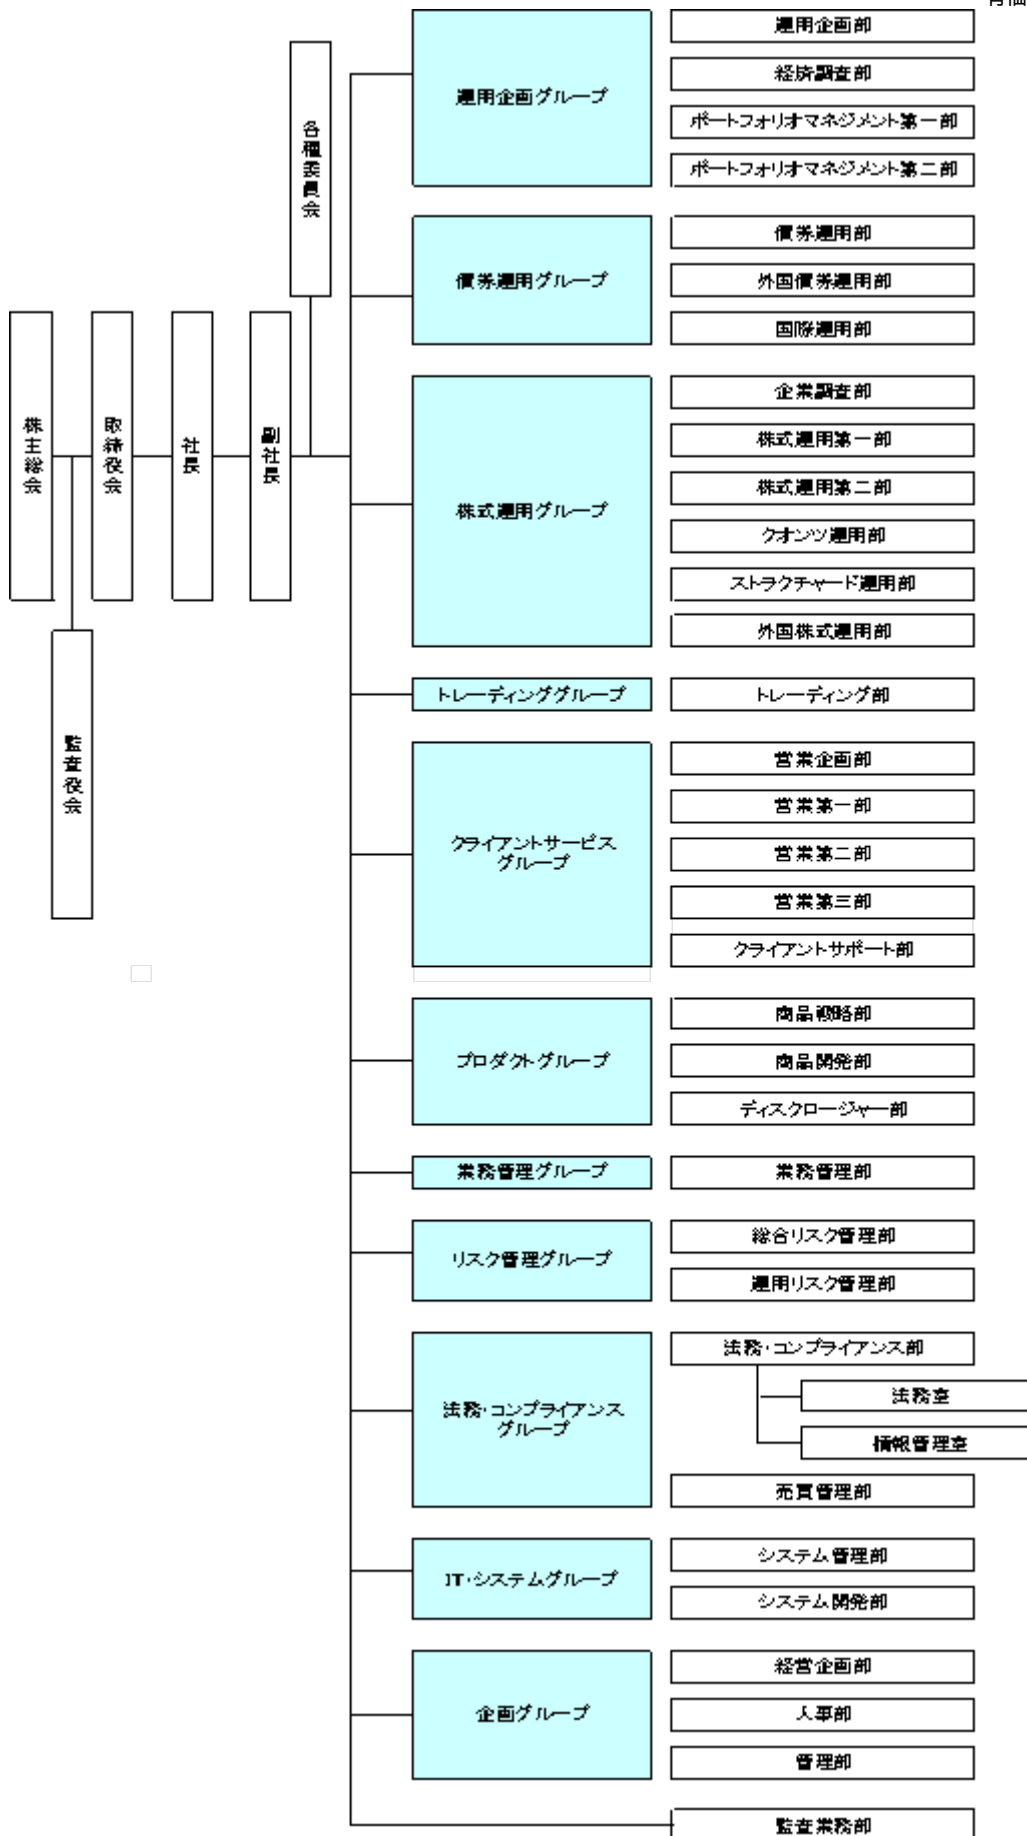 株主総会
監査役会
取締役会
社長
副社長
各種委員会
運用企画グループ
運用企画部
経済調査部
ポートフォリオマネジメント第一部
ポートフォリオマネジメント第二部
債券運用グループ
債券運用部
外国債券運用部
国際運用部
株式運用グループ
企業調査部
株式運用第一部
株式運用第二部
クオンツ運用部
ストラクチャード運用部
外国株式運用部
トレーディンググループ
トレーディング部
クライアントサービス
グループ
営業企画部
営業第一部
営業第二部
営業第三部
クライアントサポート部
プロダクトグループ
商品戦略部
商品開発部
ディスクロージャー部
業務管理グループ
業務管理部
リスク管理グループ
総合リスク管理部
運用リスク管理部
法務・コンプライアンス
グループ
法務・コンプライアンス部
法務室
情報管理室
売買管理部
IT・システムグループ
システム管理部
システム開発部
企画グループ
経営企画部
人事部
管理部
監査業務部